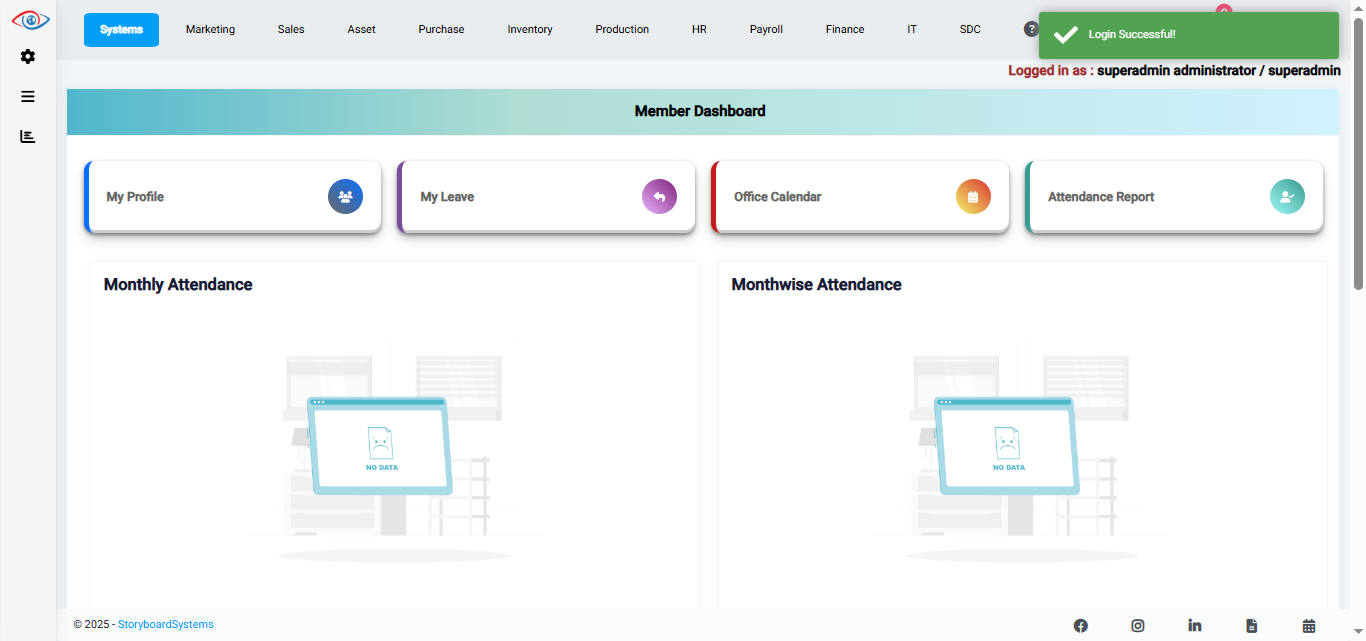 Systems Marketing Sales Asset Purchase Inventory Production HR Payroll Finance IT SDC ?
Login Successful!
Logged in as : superadmin administrator / superadmin
Member Dashboard
My Profile My Leave Office Calendar Attendance Report
Monthly Attendance Monthwise Attendance
NO DATA NO DATA
© 2025 - StoryboardSystems